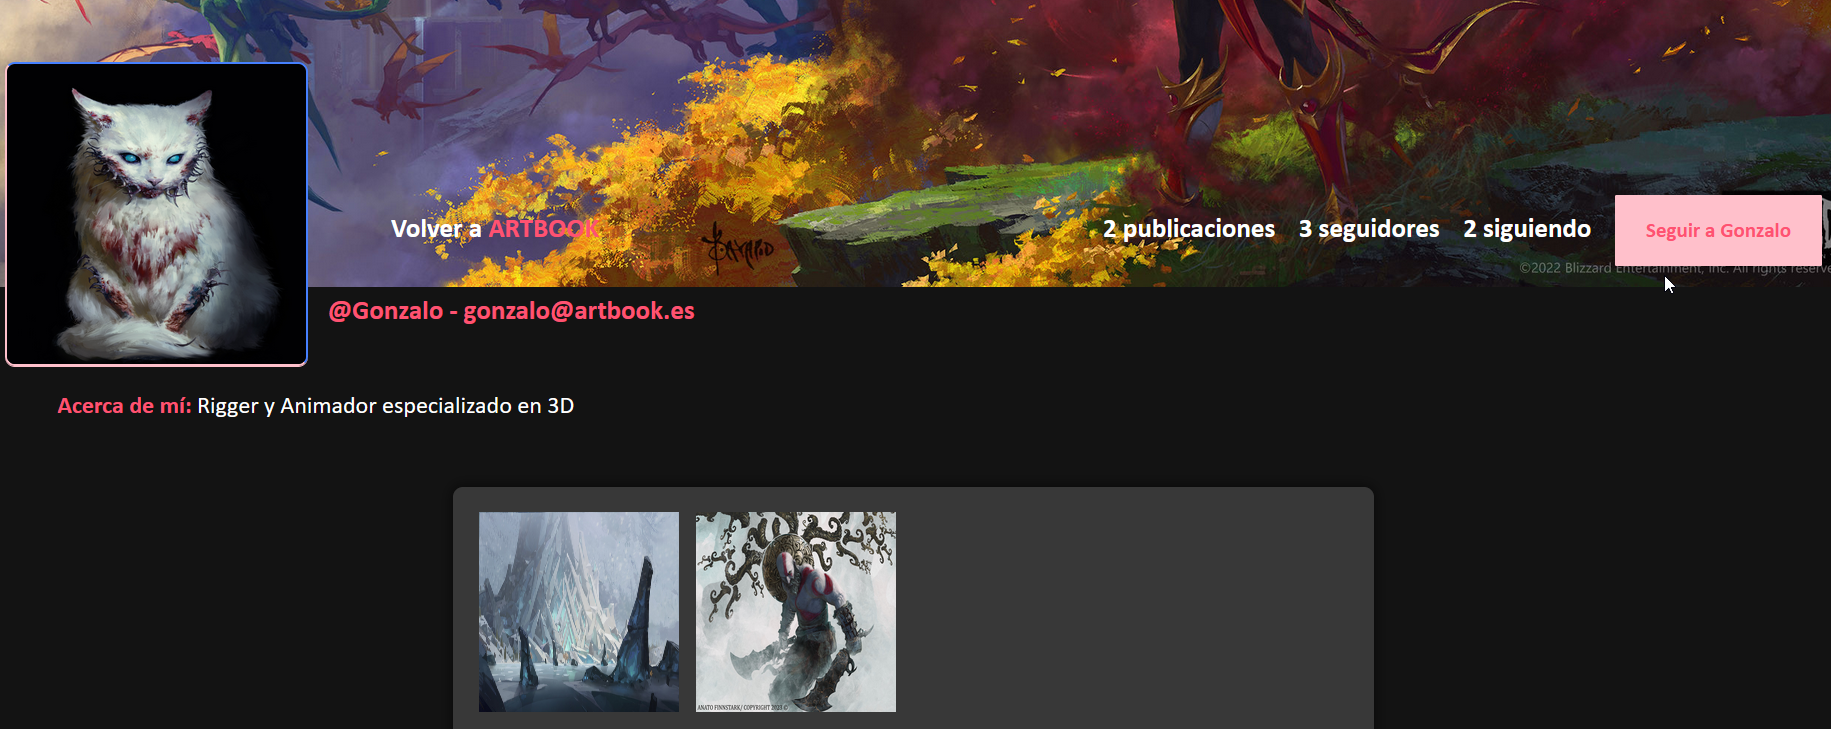 Volver a ARTBOOK
2 publicaciones 3 seguidores 2 siguiendo
Seguir a Gonzalo
©2022 Blizzard Entertainment, Inc. All rights reserve
@Gonzalo - gonzalo@artbook.es
Acerca de mí: Rigger y Animador especializado en 3D
ANATO FINNSTARK/ COPYRIGHT 2023 ©